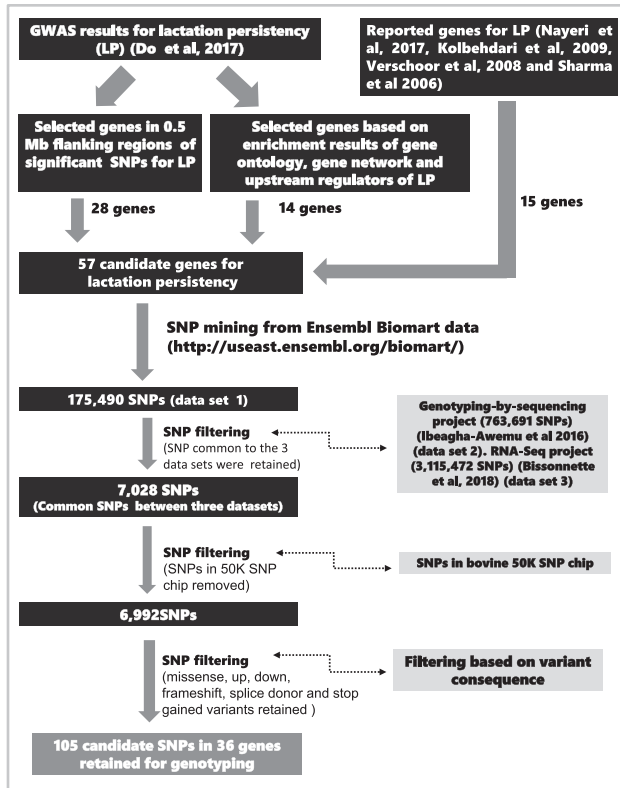 GWAS results for lactation persistency
(LP) (Do et al, 2017)
Reported genes for LP (Nayeri et
al, 2017, Kolbehdari et al, 2009,
Verschoor et al, 2008 and Sharma
et al 2006)
Selected genes in 0.5
Mb flanking regions of
significant SNPs for LP
Selected genes based on
enrichment results of gene
ontology, gene network and
upstream regulators of LP
28 genes
14 genes
15 genes
57 candidate genes for
lactation persistency
SNP mining from Ensembl Biomart data
(http://useast.ensembl.org/biomart/)
175,490 SNPs (data set 1)
SNP filtering
(SNP common to the 3
data sets were retained)
Genotyping-by-sequencing
project (763,691 SNPs)
(Ibeagha-Awemu et al 2016)
(data set 2). RNA-Seq project
(3,115,472 SNPs) (Bissonnette
et al, 2018) (data set 3)
7,028 SNPs
(Common SNPs between three datasets)
SNP filtering
(SNPs in 50K SNP
chip removed)
SNPs in bovine 50K SNP chip
6,992SNPs
SNP filtering
(missense, up, down,
frameshift, splice donor and stop
gained variants retained )
Filtering based on variant
consequence
105 candidate SNPs in 36 genes
retained for genotyping